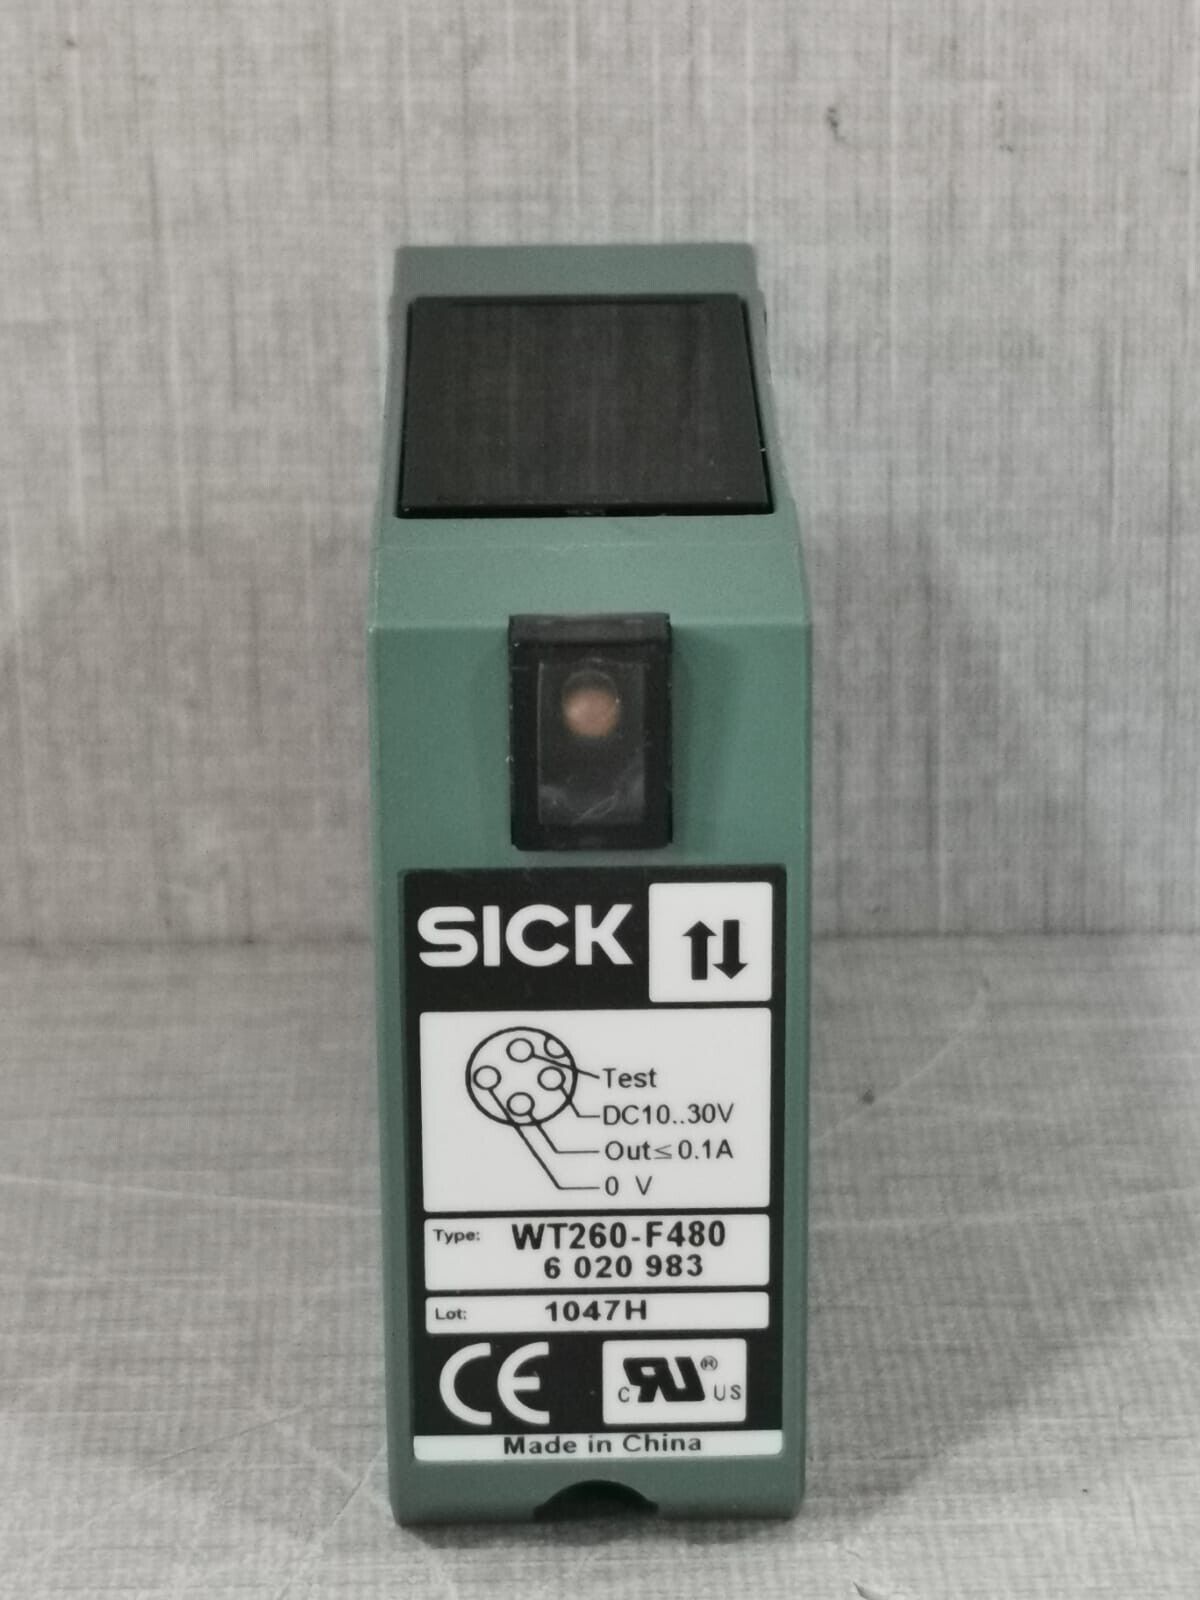 SICK
Test
DC10..30V
Out≤0.1A
0 V
Type: WT260-F480
6 020 983
Lot: 1047H
CE
c RU® US
Made in China